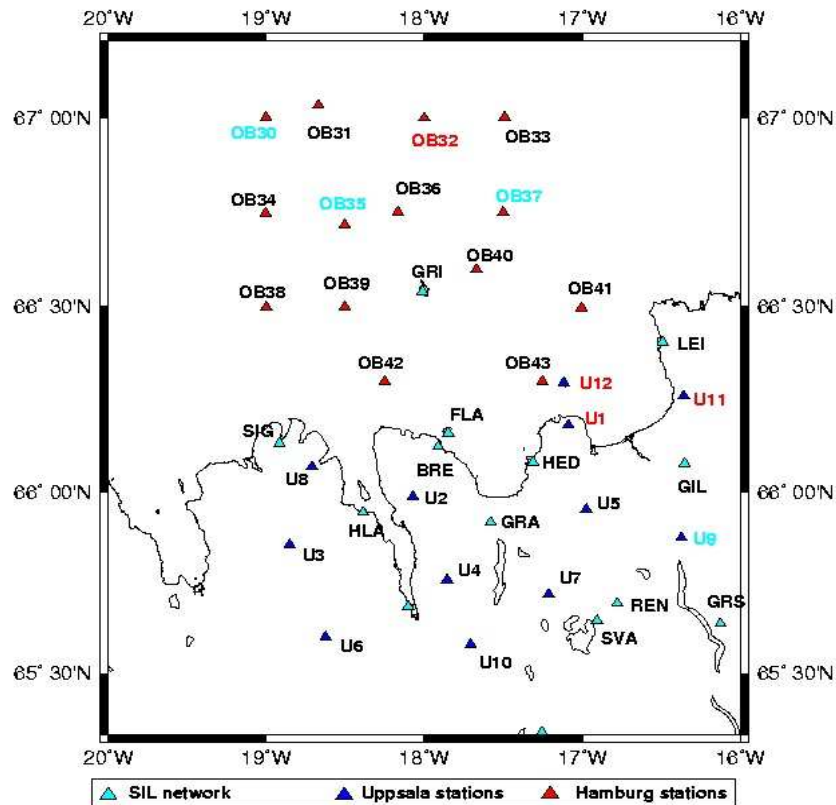 20˚W 19˚W 18˚W 17˚W 16˚W
67˚ 00'N 67˚ 00'N
OB30 OB31 OB32 OB33
OB36
OB34 OB35 OB37
OB40
GRI
OB38 OB39 OB41
66˚ 30'N 66˚ 30'N
LEI
OB42 OB43
U12
U11
FLA U1
SIG
BRE HED
U8 GIL
66˚ 00'N 66˚ 00'N
U2
U5
HLA GRA
U9
U3
U4 U7
REN GRS
SVA
U6 U10
65˚ 30'N 65˚ 30'N
20˚W 19˚W 18˚W 17˚W 16˚W
SIL network Uppsala stations Hamburg stations